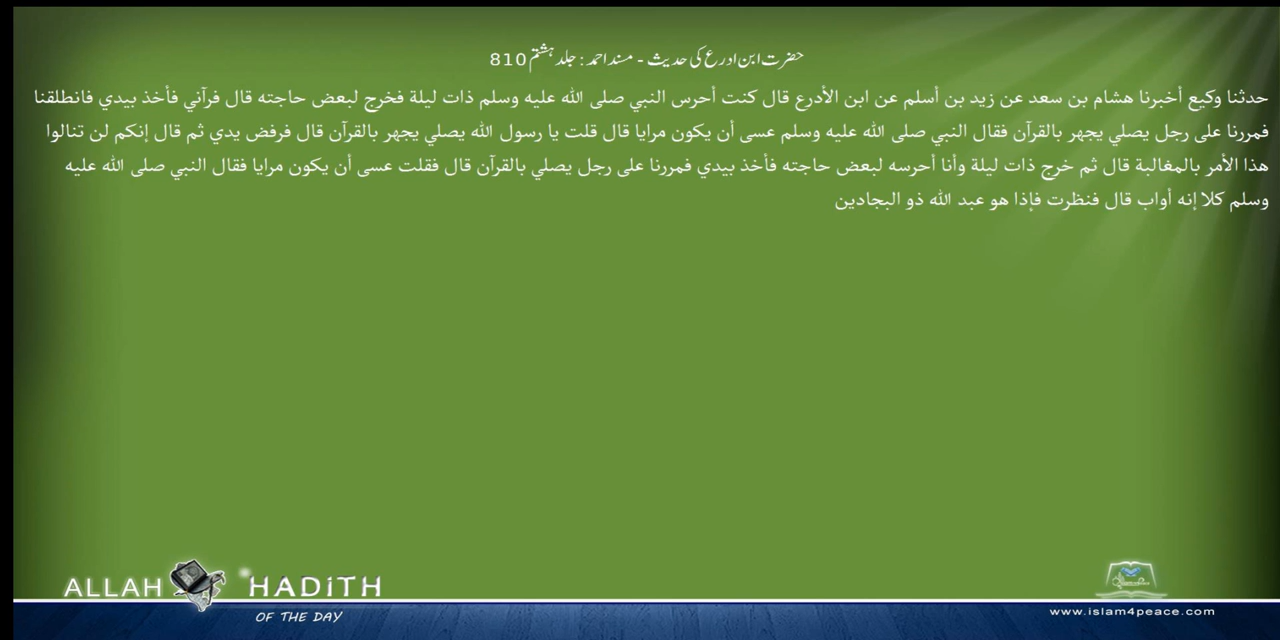 حضرت ابن ادرع کی حدیث - مسند احمد : جلد ہشتم 810
حدثنا وكيع أخبرنا هشام بن سعد عن زيد بن أسلم عن ابن الأدرع قال كنت أحرس النبي صلى الله عليه وسلم ذات ليلة فخرج لبعض حاجته قال فرآني فأخذ بيدي فانطلقنا
فمررنا على رجل يصلي يجهر بالقرآن فقال النبي صلى الله عليه وسلم عسى أن يكون مرايا قال قلت يا رسول الله يصلي يجهر بالقرآن قال فرفض يدي ثم قال إنكم لن تنالوا
هذا الأمر بالمغالبة قال ثم خرج ذات ليلة وأنا أحرسه لبعض حاجته فأخذ بيدي فمررنا على رجل يصلي بالقرآن قال فقلت عسى أن يكون مرايا فقال النبي صلى الله عليه
وسلم كلا إنه أواب قال فنظرت فإذا هو عبد الله ذو البجادين
ALLAH HADiTH
OF THE DAY
www.islam4peace.com